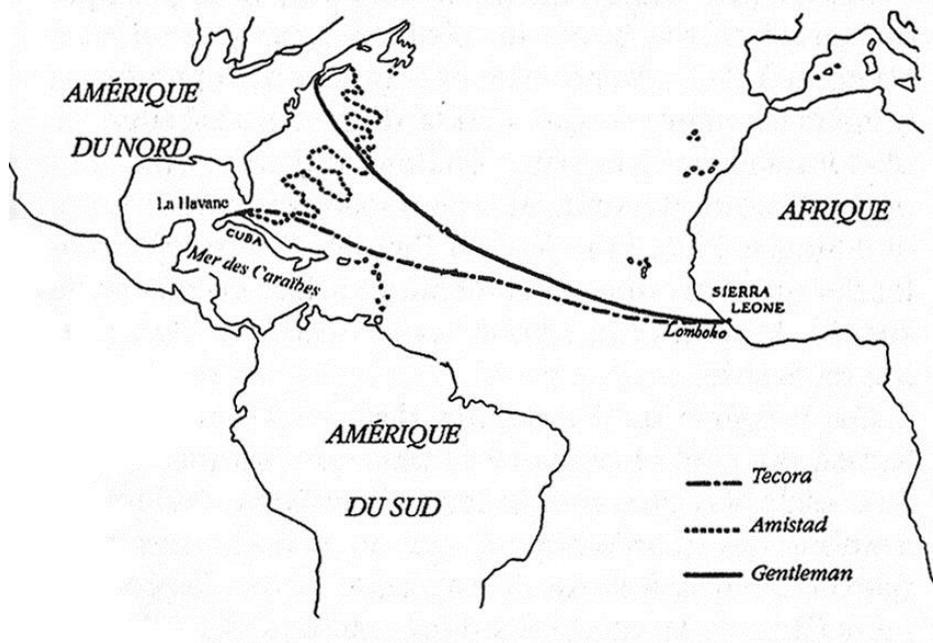 AMÉRIQUE
DU NORD
La Havane
CUBA
Mer des Caraïbes
AFRIQUE
SIERRA
LEONE
Lomboko
AMÉRIQUE
DU SUD
Tecora
Amistad
Gentleman